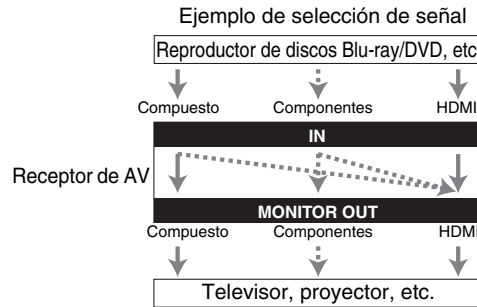 Ejemplo de selección de señal
Reproductor de discos Blu-ray/DVD, etc
Compuesto Componentes HDMI
IN
Receptor de AV
MONITOR OUT
Compuesto Componentes HDMI
Televisor, proyector, etc.